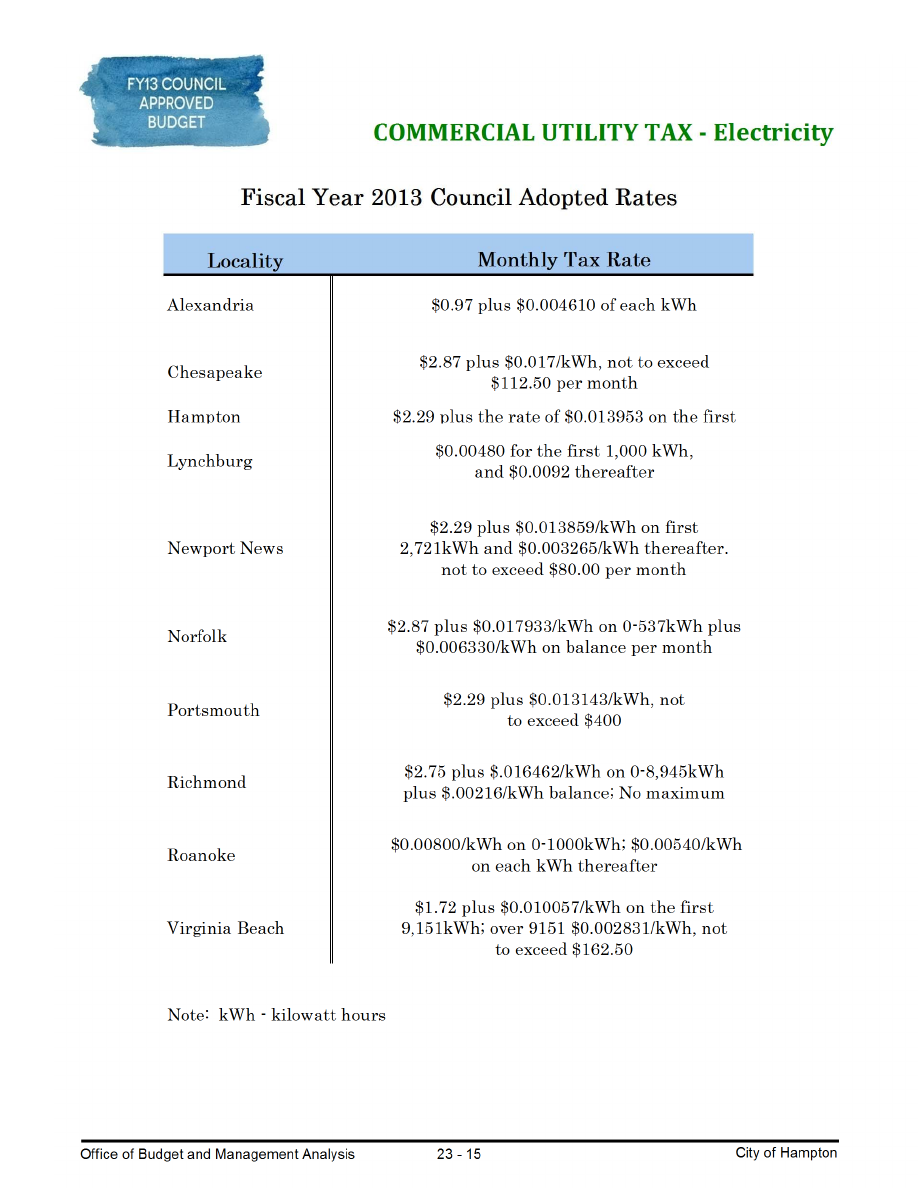 FY13 COUNCIL
APPROVED
BUDGET
COMMERCIAL UTILITY TAX - Electricity
Fiscal Year 2013 Council Adopted Rates
Locality Monthly Tax Rate
Alexandria $0.97 plus $0.004610 of each kWh
Chesapeake $2.87 plus $0.017/kWh, not to exceed
$112.50 per month
Hampton $2.29 plus the rate of $0.013953 on the first
Lynchburg $0.00480 for the first 1,000 kWh,
and $0.0092 thereafter
$2.29 plus $0.013859/kWh on first
Newport News 2,721kWh and $0.003265/kWh thereafter.
not to exceed $80.00 per month
Norfolk $2.87 plus $0.017933/kWh on 0-537kWh plus
$0.006330/kWh on balance per month
Portsmouth $2.29 plus $0.013143/kWh, not
to exceed $400
Richmond $2.75 plus $.016462/kWh on 0-8,945kWh
plus $.00216/kWh balance; No maximum
Roanoke $0.00800/kWh on 0-1000kWh; $0.00540/kWh
on each kWh thereafter
$1.72 plus $0.010057/kWh on the first
Virginia Beach 9,151kWh; over 9151 $0.002831/kWh, not
to exceed $162.50
Note: kWh - kilowatt hours
Office of Budget and Management Analysis 23 - 15 City of Hampton